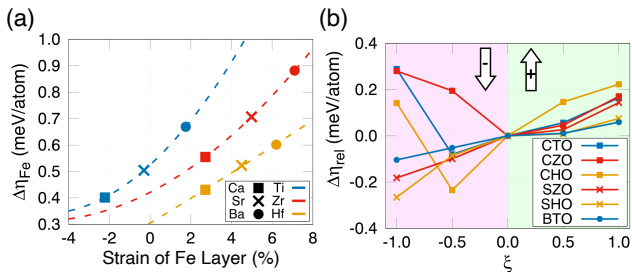 (a)
1.0
0.9
0.8
0.7
0.6
0.5
0.4
0.3
Δη_Fe (meV/atom)
-4 -2 0 2 4 6 8
Strain of Fe Layer (%)
Ca Ti
Sr Zr
Ba Hf
(b)
0.4
0.2
0.0
-0.2
-0.4
Δη_rel (meV/atom)
-1.0 -0.5 0.0 0.5 1.0
ξ
-
+
CTO
CZO
CHO
SZO
SHO
BTO